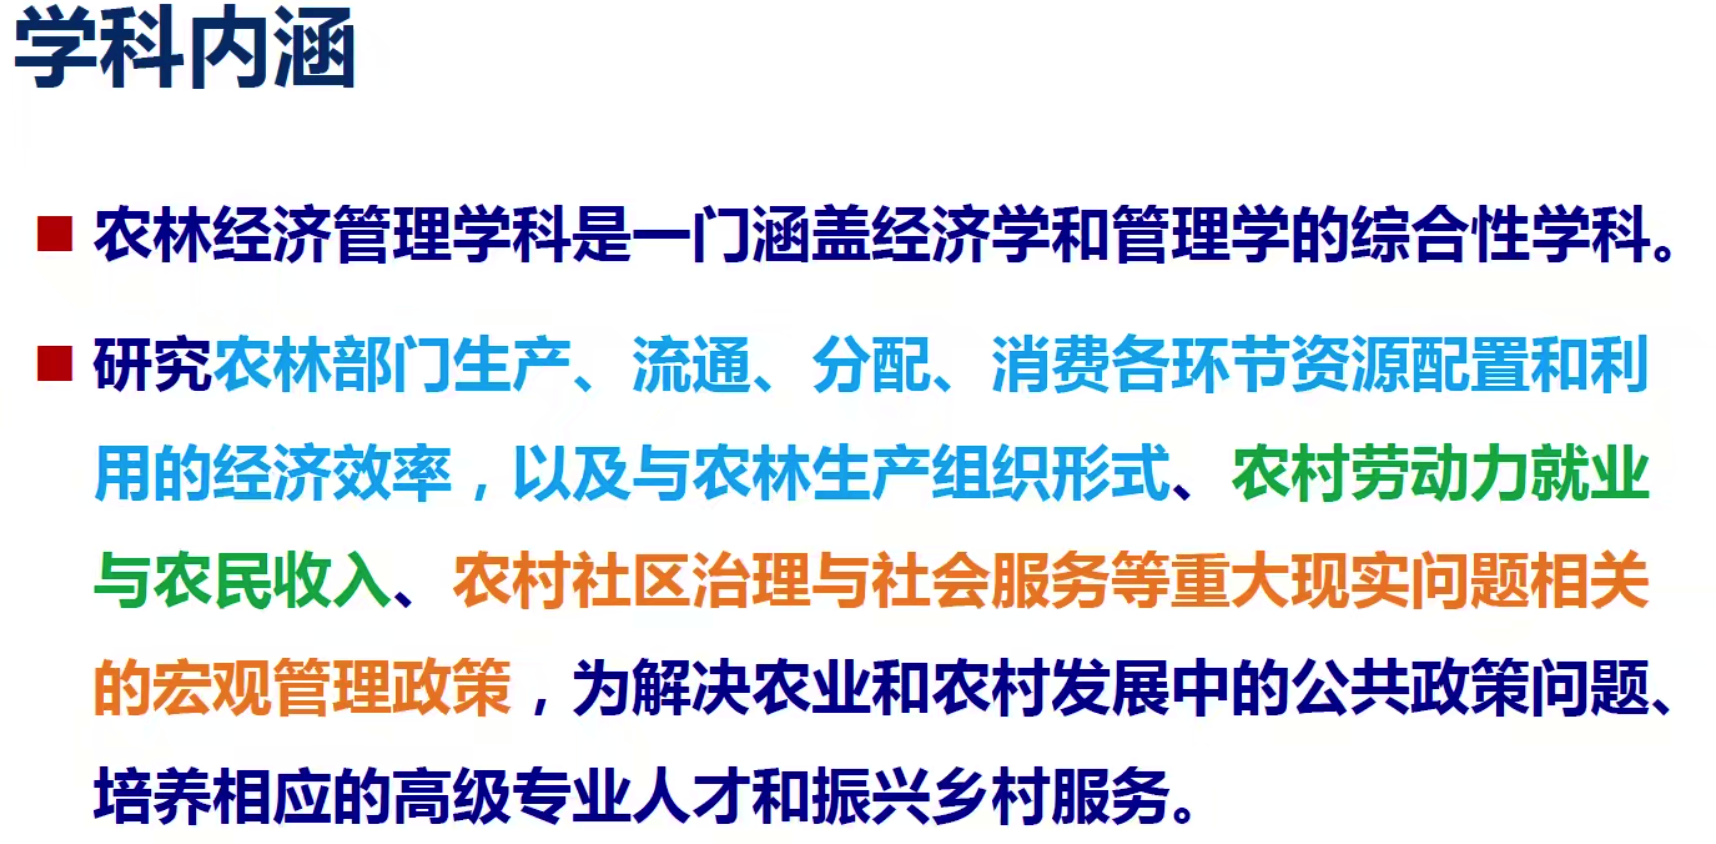 学科内涵
农林经济管理学科是一门涵盖经济学和管理学的综合性学科。
研究农林部门生产、流通、分配、消费各环节资源配置和利
用的经济效率，以及与农林生产组织形式、农村劳动力就业
与农民收入、农村社区治理与社会服务等重大现实问题相关
的宏观管理政策，为解决农业和农村发展中的公共政策问题、
培养相应的高级专业人才和振兴乡村服务。